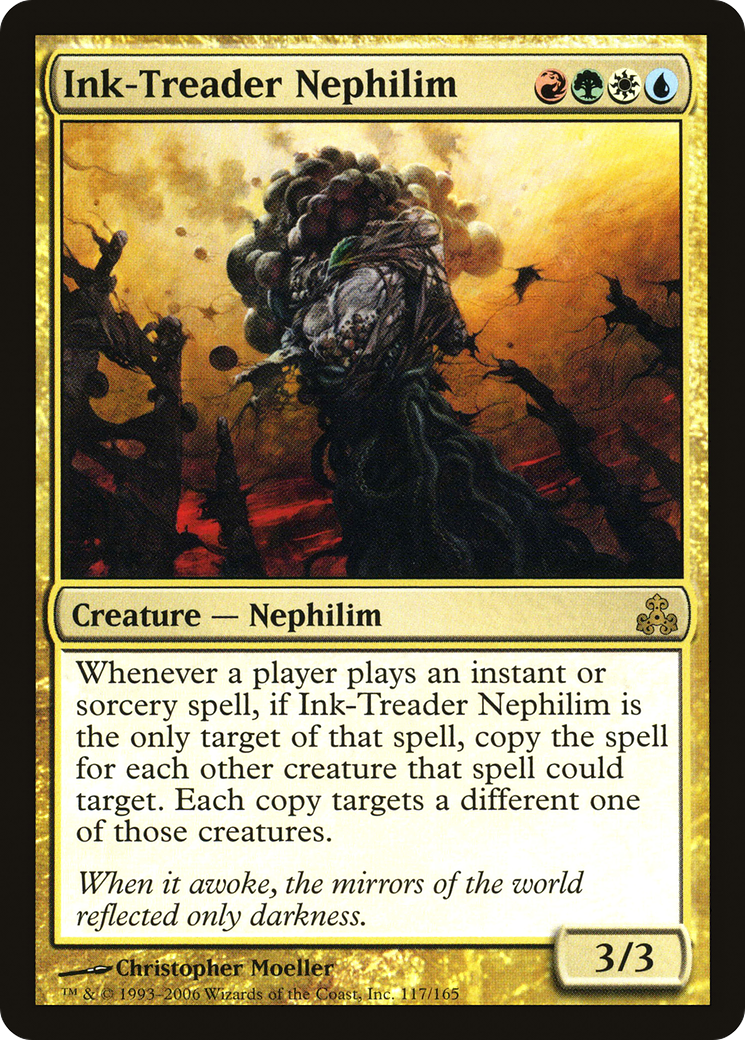 Ink-Treader Nephilim
Creature — Nephilim
Whenever a player plays an instant or
sorcery spell, if Ink-Treader Nephilim is
the only target of that spell, copy the spell
for each other creature that spell could
target. Each copy targets a different one
of those creatures.
When it awoke, the mirrors of the world
reflected only darkness.
3/3
Christopher Moeller
™ & © 1993–2006 Wizards of the Coast, Inc. 117/165